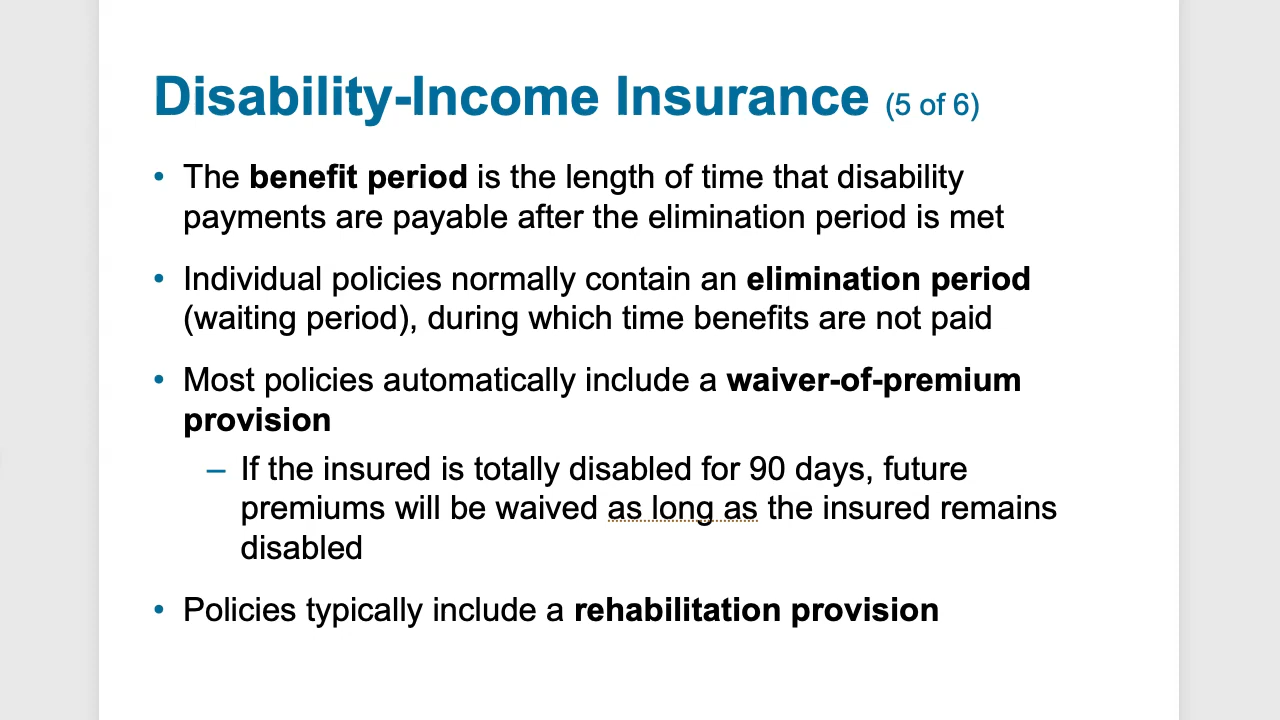 Disability-Income Insurance (5 of 6)
• The benefit period is the length of time that disability
payments are payable after the elimination period is met
• Individual policies normally contain an elimination period
(waiting period), during which time benefits are not paid
• Most policies automatically include a waiver-of-premium
provision
– If the insured is totally disabled for 90 days, future
premiums will be waived as long as the insured remains
disabled
• Policies typically include a rehabilitation provision